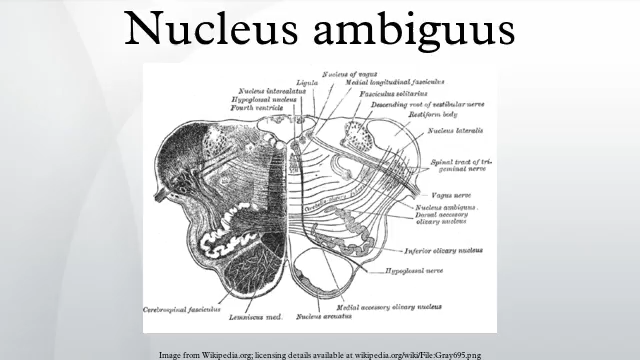 Nucleus ambiguus
Nucleus of vagus
Ligula
Medial longitudinal fasciculus
Nucleus intercalatus
Fasciculus solitarius
Hypoglossal nucleus
Descending root of vestibular nerve
Fourth ventricle
Restiform body
Nucleus lateralis
Spinal tract of tri-
geminal nerve
Vagus nerve
Nucleus ambiguus.
Dorsal accessory
olivary nucleus
Inferior olivary nucleus
Hypoglossal nerve
Medial accessory olivary nucleus
Cerebrospinal fasciculus
Lemniscus med.
Nucleus arcuatus
Image from Wikipedia.org; licensing details available at wikipedia.org/wiki/File:Gray695.png